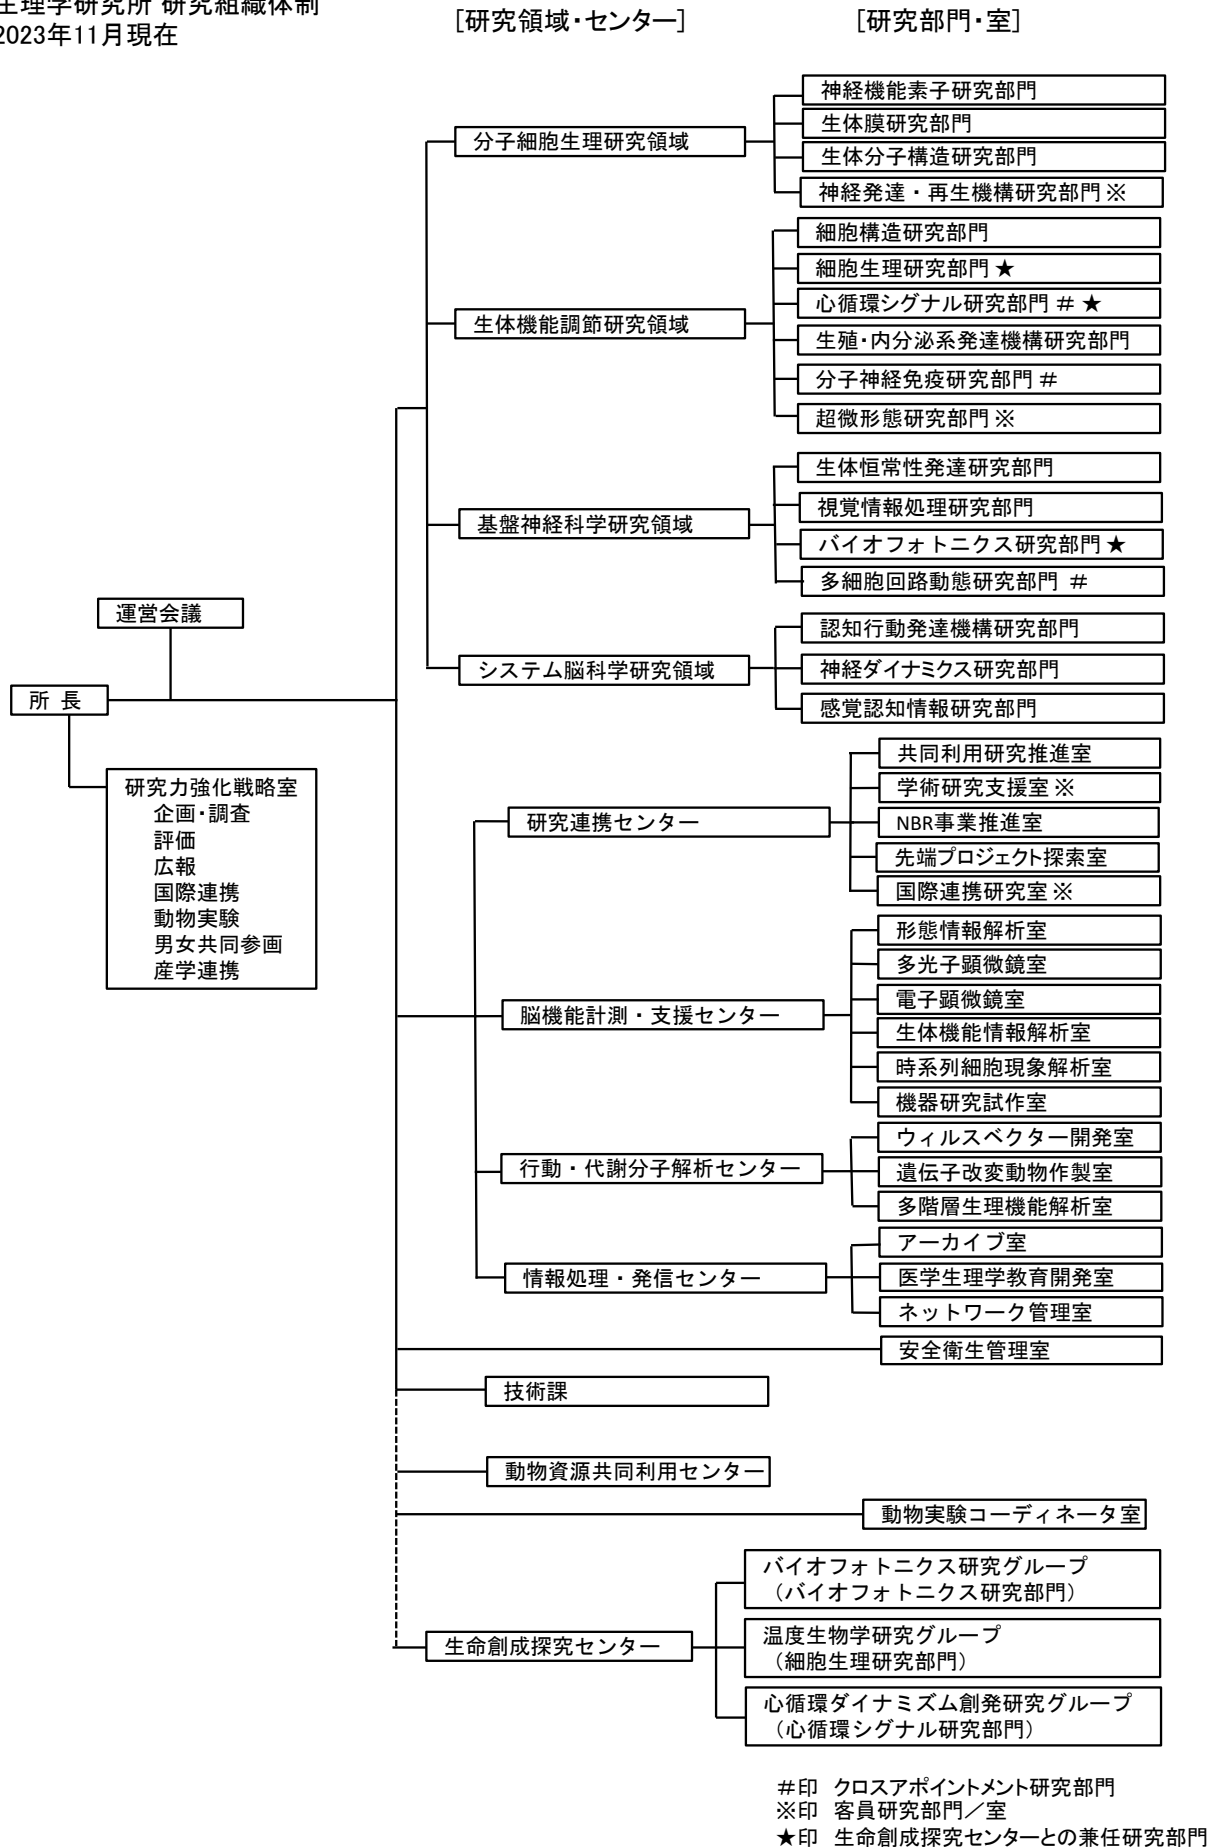 生理学研究所 研究組織体制
2023年11月現在
[研究領域・センター]
[研究部門・室]
分子細胞生理研究領域
神経機能素子研究部門
生体膜研究部門
生体分子構造研究部門
神経発達・再生機構研究部門※
生体機能調節研究領域
細胞構造研究部門
細胞生理研究部門★
心循環シグナル研究部門＃★
生殖・内分泌系発達機構研究部門
分子神経免疫研究部門＃
超微形態研究部門※
基盤神経科学研究領域
生体恒常性発達研究部門
視覚情報処理研究部門
バイオフォトニクス研究部門★
多細胞回路動態研究部門 ＃
システム脳科学研究領域
認知行動発達機構研究部門
神経ダイナミクス研究部門
感覚認知情報研究部門
運営会議
所 長
研究力強化戦略室
企画・調査
評価
広報
国際連携
動物実験
男女共同参画
産学連携
研究連携センター
共同利用研究推進室
学術研究支援室※
NBR事業推進室
先端プロジェクト探索室
国際連携研究室※
脳機能計測・支援センター
形態情報解析室
多光子顕微鏡室
電子顕微鏡室
生体機能情報解析室
時系列細胞現象解析室
機器研究試作室
行動・代謝分子解析センター
ウィルスベクター開発室
遺伝子改変動物作製室
多階層生理機能解析室
情報処理・発信センター
アーカイブ室
医学生理学教育開発室
ネットワーク管理室
安全衛生管理室
技術課
動物資源共同利用センター
動物実験コーディネータ室
生命創成探究センター
バイオフォトニクス研究グループ
（バイオフォトニクス研究部門）
温度生物学研究グループ
（細胞生理研究部門）
心循環ダイナミズム創発研究グループ
（心循環シグナル研究部門）
＃印 クロスアポイントメント研究部門
※印 客員研究部門／室
★印 生命創成探究センターとの兼任研究部門